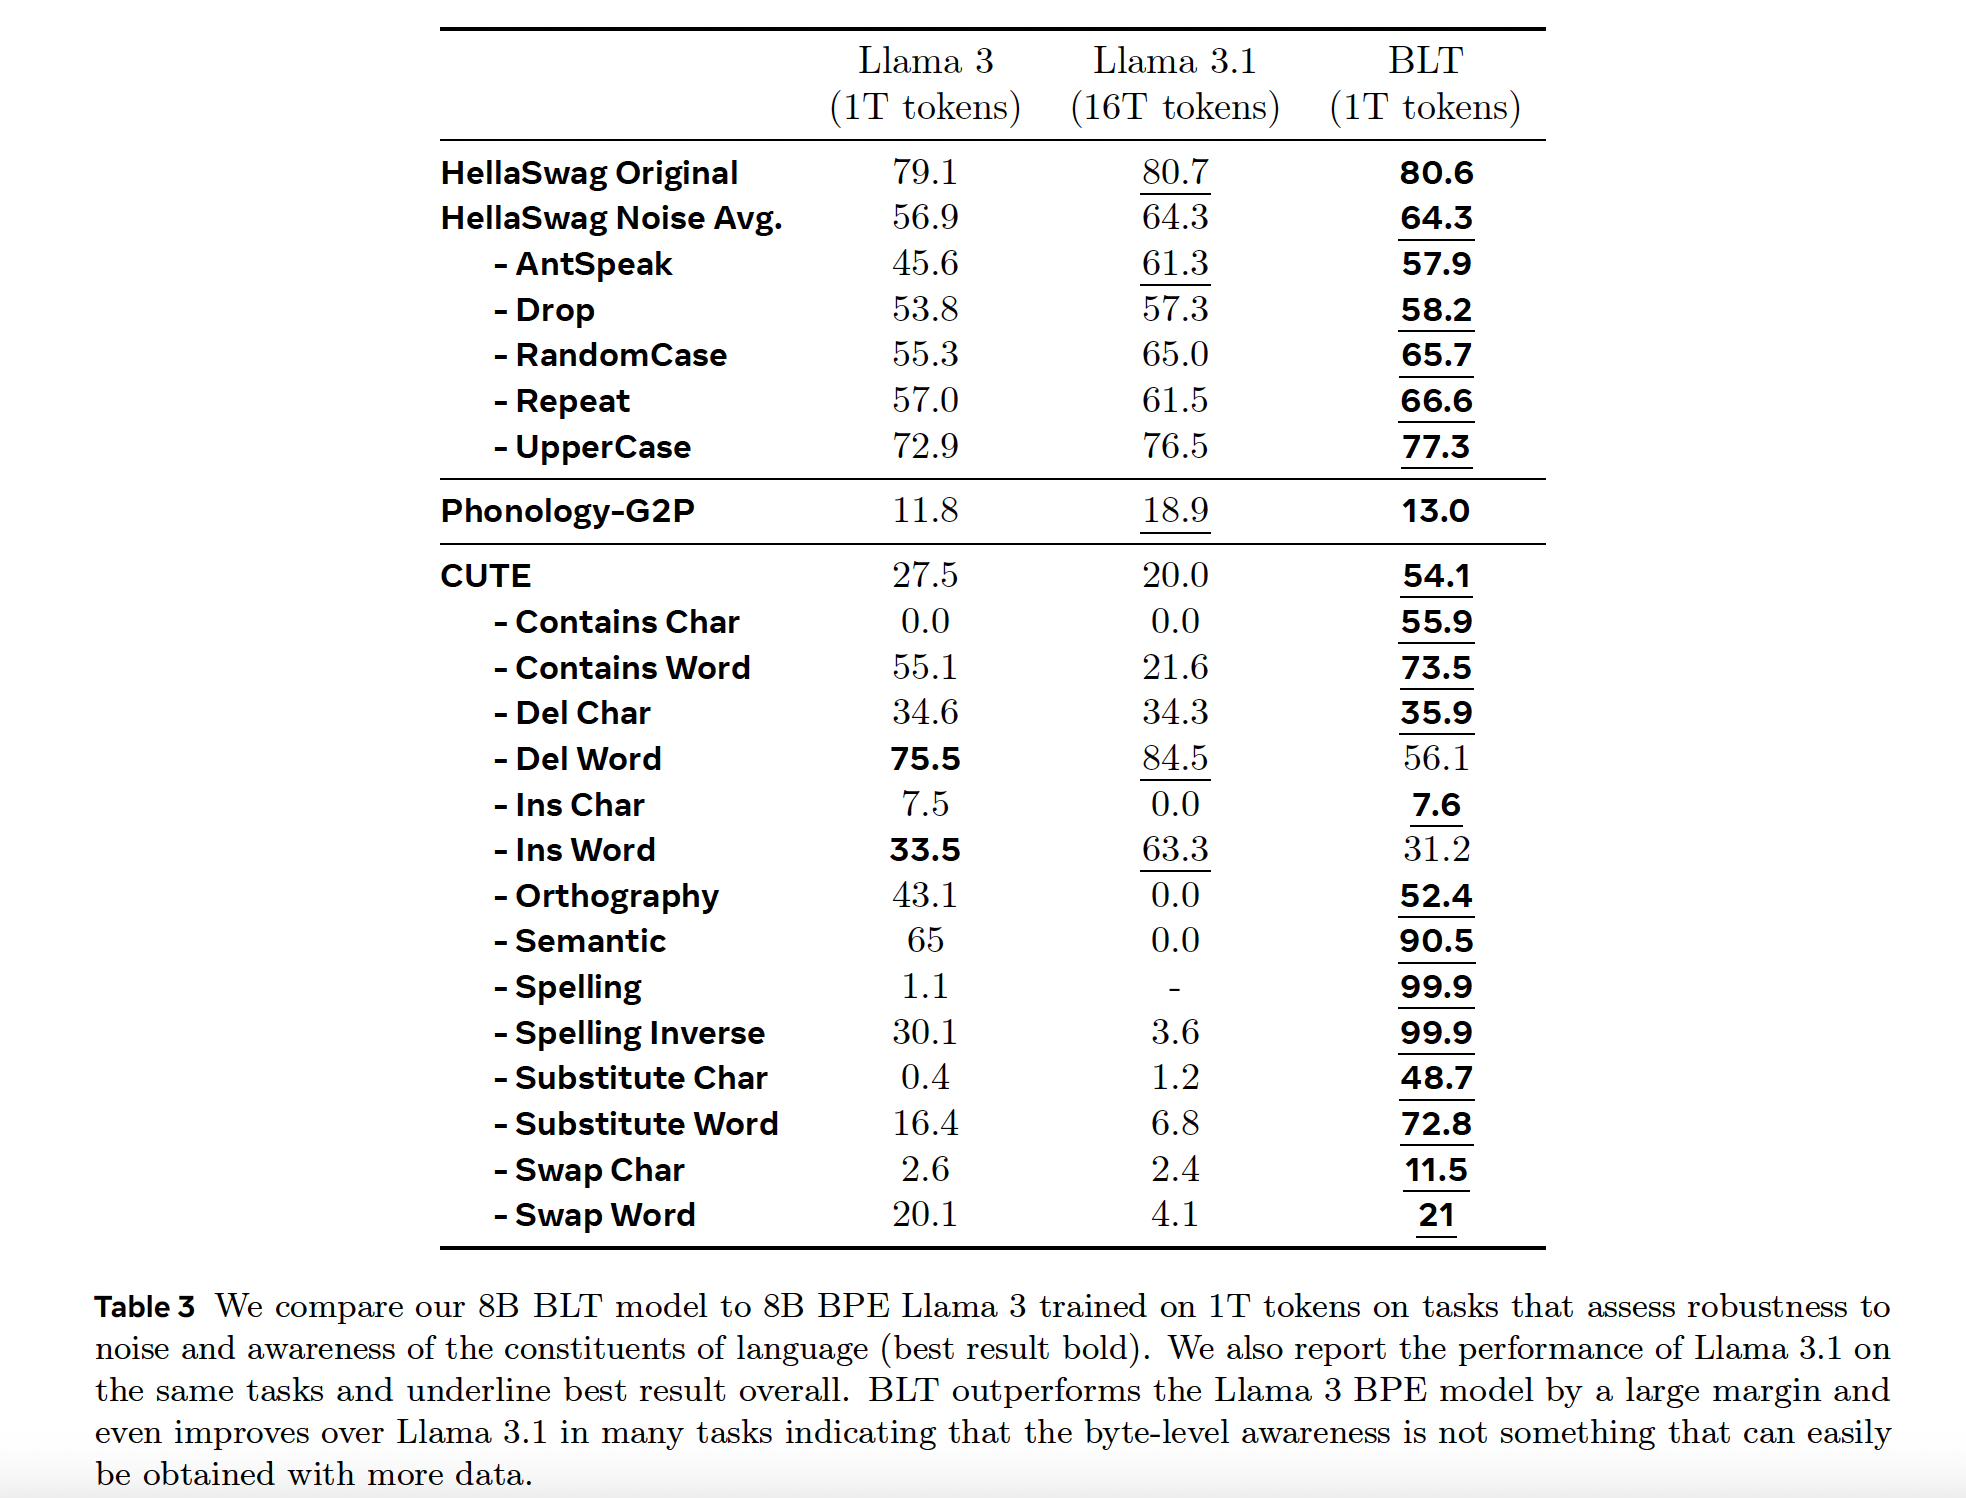 Llama 3 Llama 3.1 BLT
(1T tokens) (16T tokens) (1T tokens)
HellaSwag Original 79.1 80.7 80.6
HellaSwag Noise Avg. 56.9 64.3 64.3
- AntSpeak 45.6 61.3 57.9
- Drop 53.8 57.3 58.2
- RandomCase 55.3 65.0 65.7
- Repeat 57.0 61.5 66.6
- UpperCase 72.9 76.5 77.3
Phonology-G2P 11.8 18.9 13.0
CUTE 27.5 20.0 54.1
- Contains Char 0.0 0.0 55.9
- Contains Word 55.1 21.6 73.5
- Del Char 34.6 34.3 35.9
- Del Word 75.5 84.5 56.1
- Ins Char 7.5 0.0 7.6
- Ins Word 33.5 63.3 31.2
- Orthography 43.1 0.0 52.4
- Semantic 65 0.0 90.5
- Spelling 1.1 - 99.9
- Spelling Inverse 30.1 3.6 99.9
- Substitute Char 0.4 1.2 48.7
- Substitute Word 16.4 6.8 72.8
- Swap Char 2.6 2.4 11.5
- Swap Word 20.1 4.1 21
Table 3 We compare our 8B BLT model to 8B BPE Llama 3 trained on 1T tokens on tasks that assess robustness to
noise and awareness of the constituents of language (best result bold). We also report the performance of Llama 3.1 on
the same tasks and underline best result overall. BLT outperforms the Llama 3 BPE model by a large margin and
even improves over Llama 3.1 in many tasks indicating that the byte-level awareness is not something that can easily
be obtained with more data.